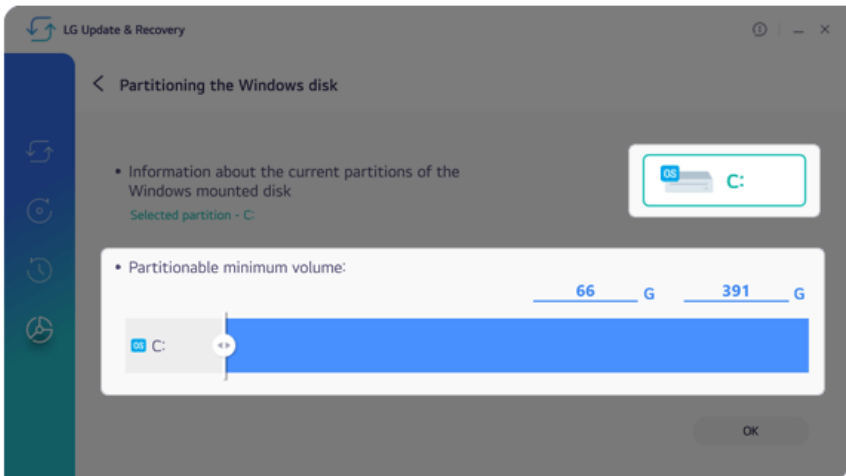 LG Update & Recovery
Partitioning the Windows disk
• Information about the current partitions of the
Windows mounted disk
Selected partition - C:
OS C:
• Partitionable minimum volume:
66 G 391 G
OS C:
OK